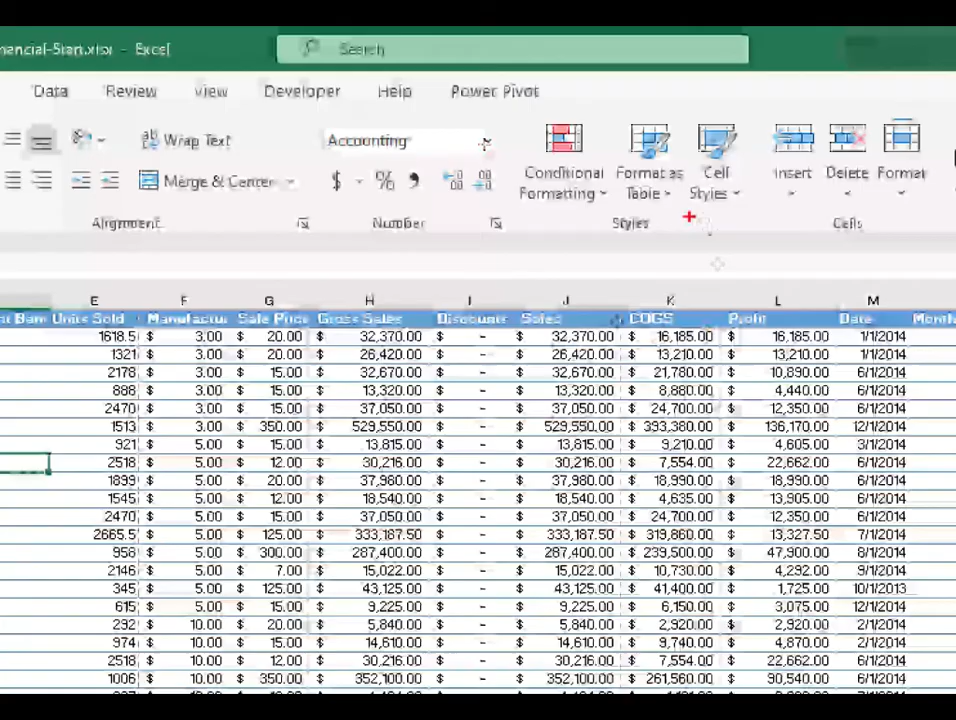 nancial-Start.xlsx - Excel
Search
Data Review View Developer Help Power Pivot
Wrap Text Accounting
Merge & Center $ % Conditional Formatting Format as Table Cell Styles Insert Delete Format
Alignment Number Styles Cells
E F G H I J K L M
Units Sold Manufactur Sale Price Gross Sales Discounts Sales COGS Profit Date Month
1618.5 $ 3.00 $ 20.00 $ 32,370.00 $ - $ 32,370.00 $ 16,185.00 $ 16,185.00 1/1/2014
1321 $ 3.00 $ 20.00 $ 26,420.00 $ - $ 26,420.00 $ 13,210.00 $ 13,210.00 1/1/2014
2178 $ 3.00 $ 15.00 $ 32,670.00 $ - $ 32,670.00 $ 21,780.00 $ 10,890.00 6/1/2014
888 $ 3.00 $ 15.00 $ 13,320.00 $ - $ 13,320.00 $ 8,880.00 $ 4,440.00 6/1/2014
2470 $ 3.00 $ 15.00 $ 37,050.00 $ - $ 37,050.00 $ 24,700.00 $ 12,350.00 6/1/2014
1513 $ 3.00 $ 350.00 $ 529,550.00 $ - $ 529,550.00 $ 393,380.00 $ 136,170.00 12/1/2014
921 $ 5.00 $ 15.00 $ 13,815.00 $ - $ 13,815.00 $ 9,210.00 $ 4,605.00 3/1/2014
2518 $ 5.00 $ 12.00 $ 30,216.00 $ - $ 30,216.00 $ 7,554.00 $ 22,662.00 6/1/2014
1899 $ 5.00 $ 20.00 $ 37,980.00 $ - $ 37,980.00 $ 18,990.00 $ 18,990.00 6/1/2014
1545 $ 5.00 $ 12.00 $ 18,540.00 $ - $ 18,540.00 $ 4,635.00 $ 13,905.00 6/1/2014
2470 $ 5.00 $ 15.00 $ 37,050.00 $ - $ 37,050.00 $ 24,700.00 $ 12,350.00 6/1/2014
2665.5 $ 5.00 $ 125.00 $ 333,187.50 $ - $ 333,187.50 $ 319,860.00 $ 13,327.50 7/1/2014
958 $ 5.00 $ 300.00 $ 287,400.00 $ - $ 287,400.00 $ 239,500.00 $ 47,900.00 8/1/2014
2146 $ 5.00 $ 7.00 $ 15,022.00 $ - $ 15,022.00 $ 10,730.00 $ 4,292.00 9/1/2014
345 $ 5.00 $ 125.00 $ 43,125.00 $ - $ 43,125.00 $ 41,400.00 $ 1,725.00 10/1/2013
615 $ 5.00 $ 15.00 $ 9,225.00 $ - $ 9,225.00 $ 6,150.00 $ 3,075.00 12/1/2014
292 $ 10.00 $ 20.00 $ 5,840.00 $ - $ 5,840.00 $ 2,920.00 $ 2,920.00 2/1/2014
974 $ 10.00 $ 15.00 $ 14,610.00 $ - $ 14,610.00 $ 9,740.00 $ 4,870.00 2/1/2014
2518 $ 10.00 $ 12.00 $ 30,216.00 $ - $ 30,216.00 $ 7,554.00 $ 22,662.00 6/1/2014
1006 $ 10.00 $ 350.00 $ 352,100.00 $ - $ 352,100.00 $ 261,560.00 $ 90,540.00 6/1/2014